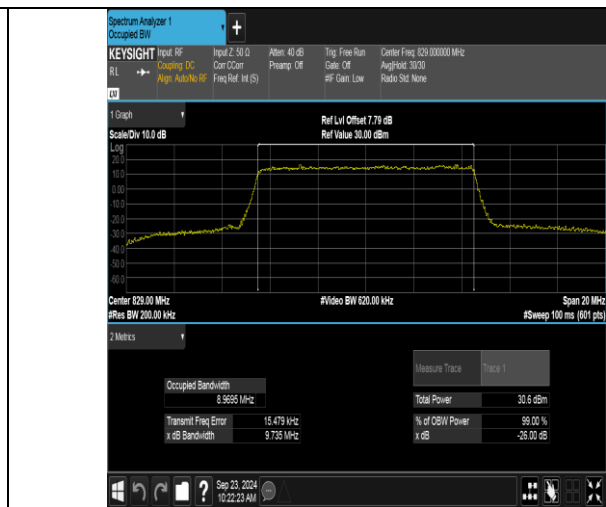 Spectrum Analyzer 1
Occupied BW
+
KEYSIGHT Input: RF Input Z: 50 Ω Atten: 40 dB Trig: Free Run Center Freq: 829.000000 MHz
RL Coupling: DC Corr CCorr Preamp: Off Gate: Off Avg|Hold: 30/30
Align: Auto/No RF Freq Ref: Int (S) #IF Gain: Low Radio Std: None
LXI
1 Graph
Ref Lvl Offset 7.79 dB
Scale/Div 10.0 dB Ref Value 30.00 dBm
Log
20.0
10.0
0.00
-10.0
-20.0
-30.0
-40.0
-50.0
-60.0
Center 829.00 MHz #Video BW 620.00 kHz Span 20 MHz
#Res BW 200.00 kHz #Sweep 100 ms (601 pts)
2 Metrics
Measure Trace Trace 1
Occupied Bandwidth
8.9695 MHz Total Power 30.6 dBm
Transmit Freq Error 15.479 kHz % of OBW Power 99.00 %
x dB Bandwidth 9.735 MHz x dB -26.00 dB
? Sep 23, 2024
10:22:23 AM